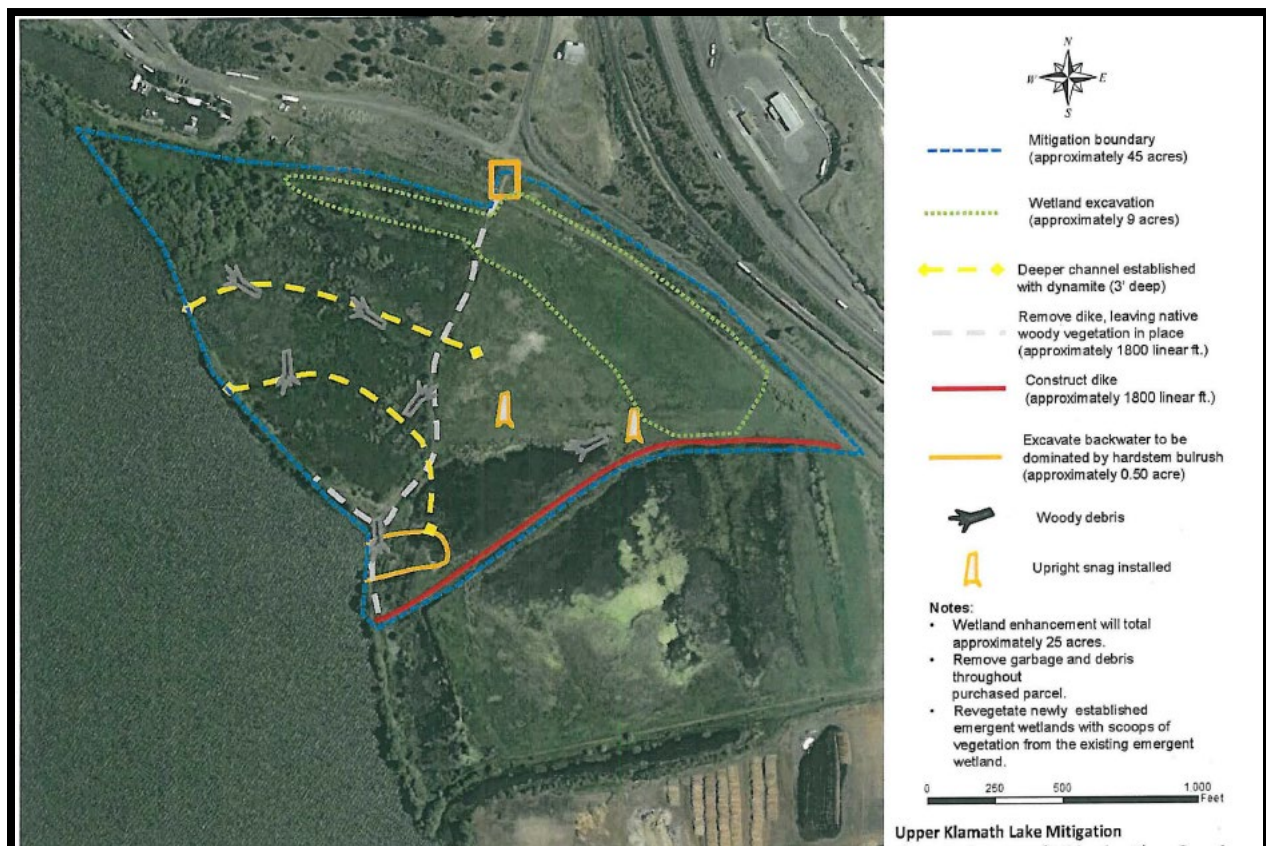 N
W E
S
Mitigation boundary
(approximately 45 acres)
Wetland excavation
(approximately 9 acres)
Deeper channel established
with dynamite (3' deep)
Remove dike, leaving native
woody vegetation in place
(approximately 1800 linear ft.)
Construct dike
(approximately 1800 linear ft.)
Excavate backwater to be
dominated by hardstem bulrush
(approximately 0.50 acre)
Woody debris
Upright snag installed
Notes:
• Wetland enhancement will total
approximately 25 acres.
• Remove garbage and debris
throughout
purchased parcel.
• Revegetate newly established
emergent wetlands with scoops of
vegetation from the existing emergent
wetland.
0 250 500 1,000
Feet
Upper Klamath Lake Mitigation